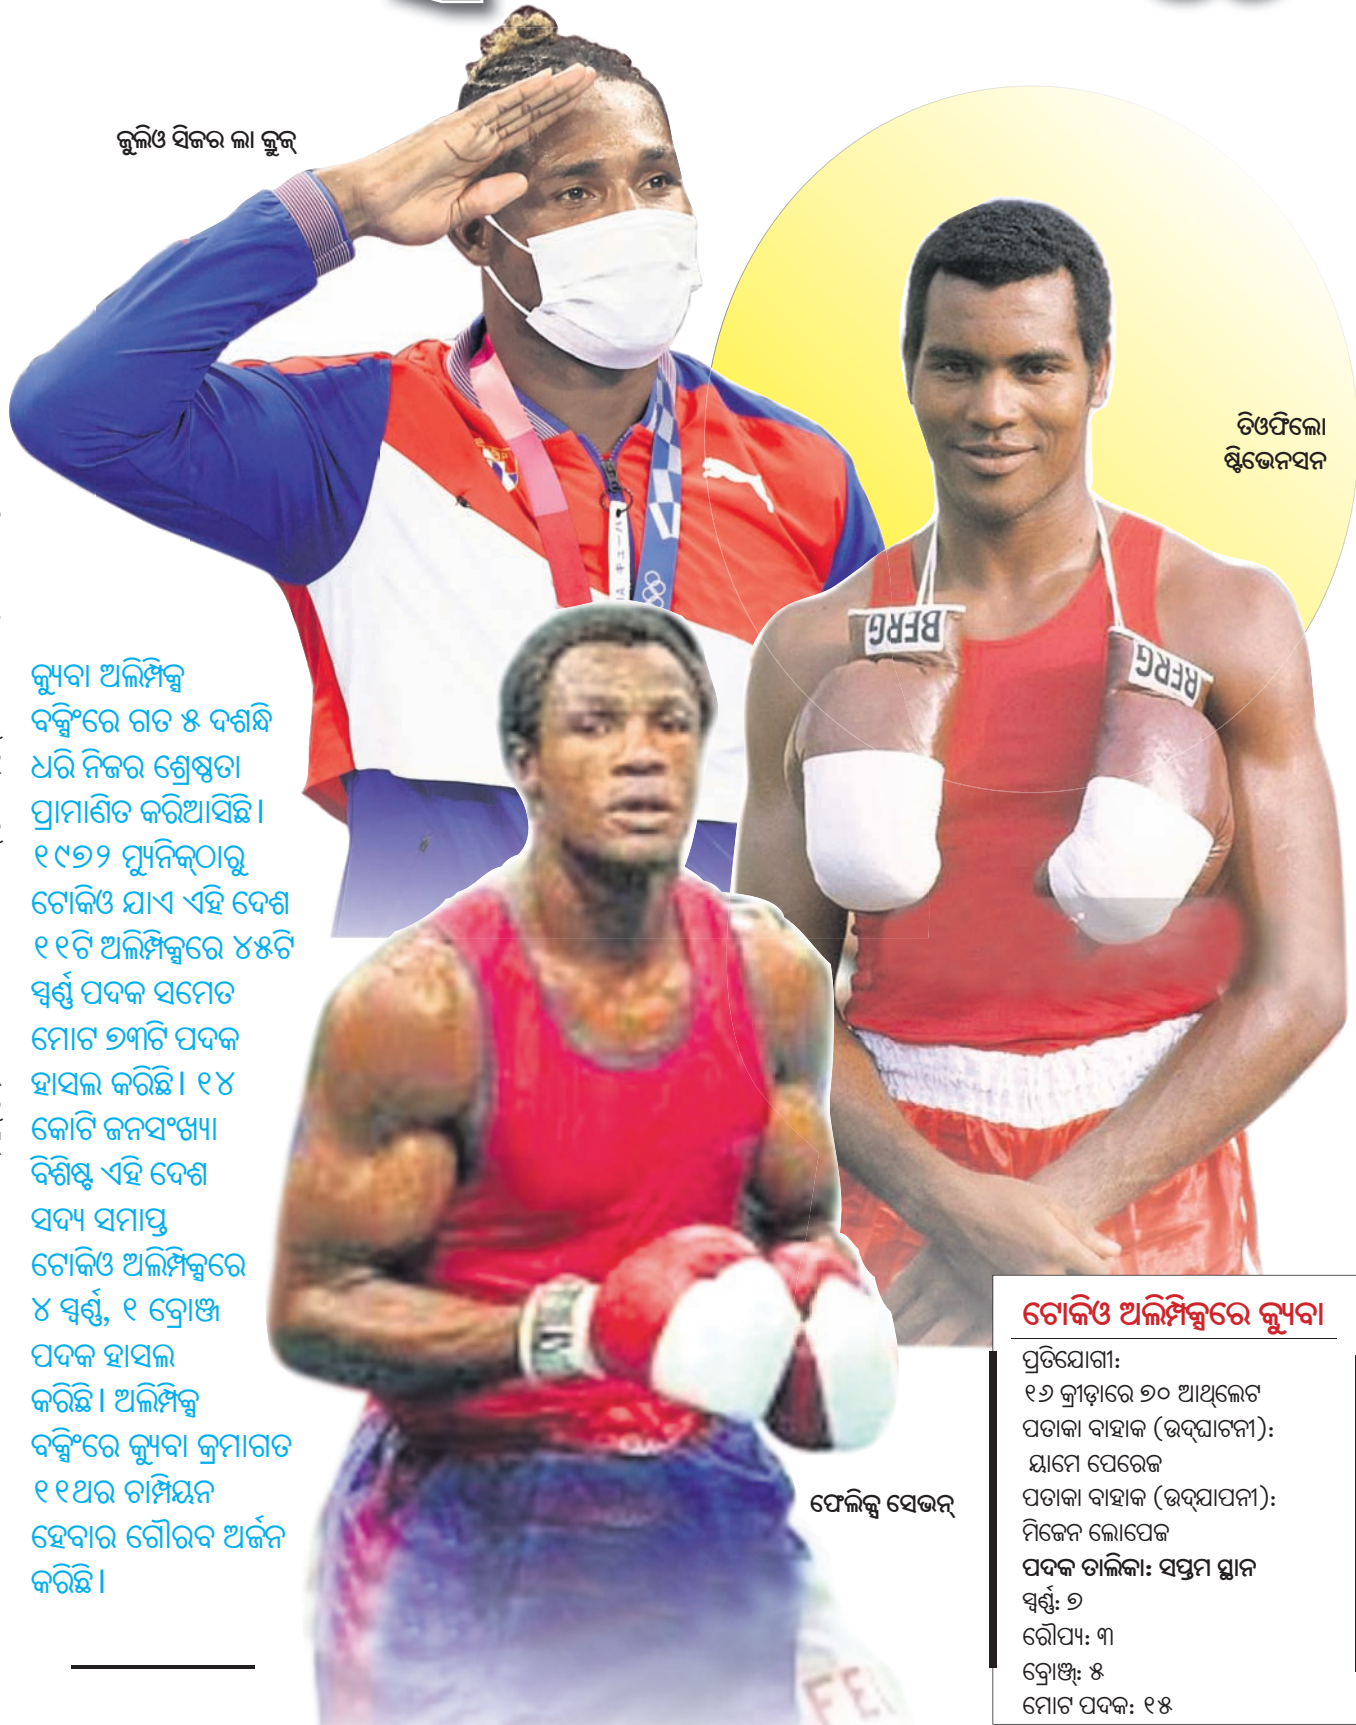 ଜୁଲିଓ ସିଜର ଲା କ୍ରୁଜ୍
ତିଓଫିଲୋ
ଷ୍ଟିଭେନସନ
BERG
BERG
କ୍ୟୁବା ଅଲିମ୍ପିକ୍ସ
ବକ୍ସିଂରେ ଗତ ୫ ଦଶନ୍ଧି
ଧରି ନିଜର ଶ୍ରେଷ୍ଠତା
ପ୍ରାମାଣିତ କରିଆସିଛି।
୧୯୭୨ ମ୍ୟୁନିକ୍‌ଠାରୁ
ଟୋକିଓ ଯାଏ ଏହି ଦେଶ
୧୧ଟି ଅଲିମ୍ପିକ୍ସରେ ୪୫ଟି
ସ୍ୱର୍ଣ୍ଣ ପଦକ ସମେତ
ମୋଟ ୭୩ଟି ପଦକ
ହାସଲ କରିଛି। ୧୪
କୋଟି ଜନସଂଖ୍ୟା
ବିଶିଷ୍ଟ ଏହି ଦେଶ
ସଦ୍ୟ ସମାପ୍ତ
ଟୋକିଓ ଅଲିମ୍ପିକ୍ସରେ
୪ ସ୍ୱର୍ଣ୍ଣ, ୧ ବ୍ରୋଞ୍ଜ
ପଦକ ହାସଲ
କରିଛି। ଅଲିମ୍ପିକ୍ସ
ବକ୍ସିଂରେ କ୍ୟୁବା କ୍ରମାଗତ
୧୧ଥର ଚାମ୍ପିୟନ
ହେବାର ଗୌରବ ଅର୍ଜନ
କରିଛି।
ଫେଲିକ୍ସ ସେଭନ୍
ଟୋକିଓ ଅଲିମ୍ପିକ୍ସରେ କ୍ୟୁବା
ପ୍ରତିଯୋଗୀ:
୧୬ କ୍ରୀଡ଼ାରେ ୭୦ ଆଥ୍‌ଲେଟ
ପତାକା ବାହାକ (ଉଦ୍‌ଘାଟନୀ):
ୟାମେ ପେରେଜ
ପତାକା ବାହାକ (ଉଦ୍‌ଯାପନୀ):
ମିଜେନ ଲୋପେଜ
ପଦକ ତାଲିକା: ସପ୍ତମ ସ୍ଥାନ
ସ୍ୱର୍ଣ୍ଣ: ୭
ରୌପ୍ୟ: ୩
ବ୍ରୋଞ୍ଜ୍: ୫
ମୋଟ ପଦକ: ୧୫